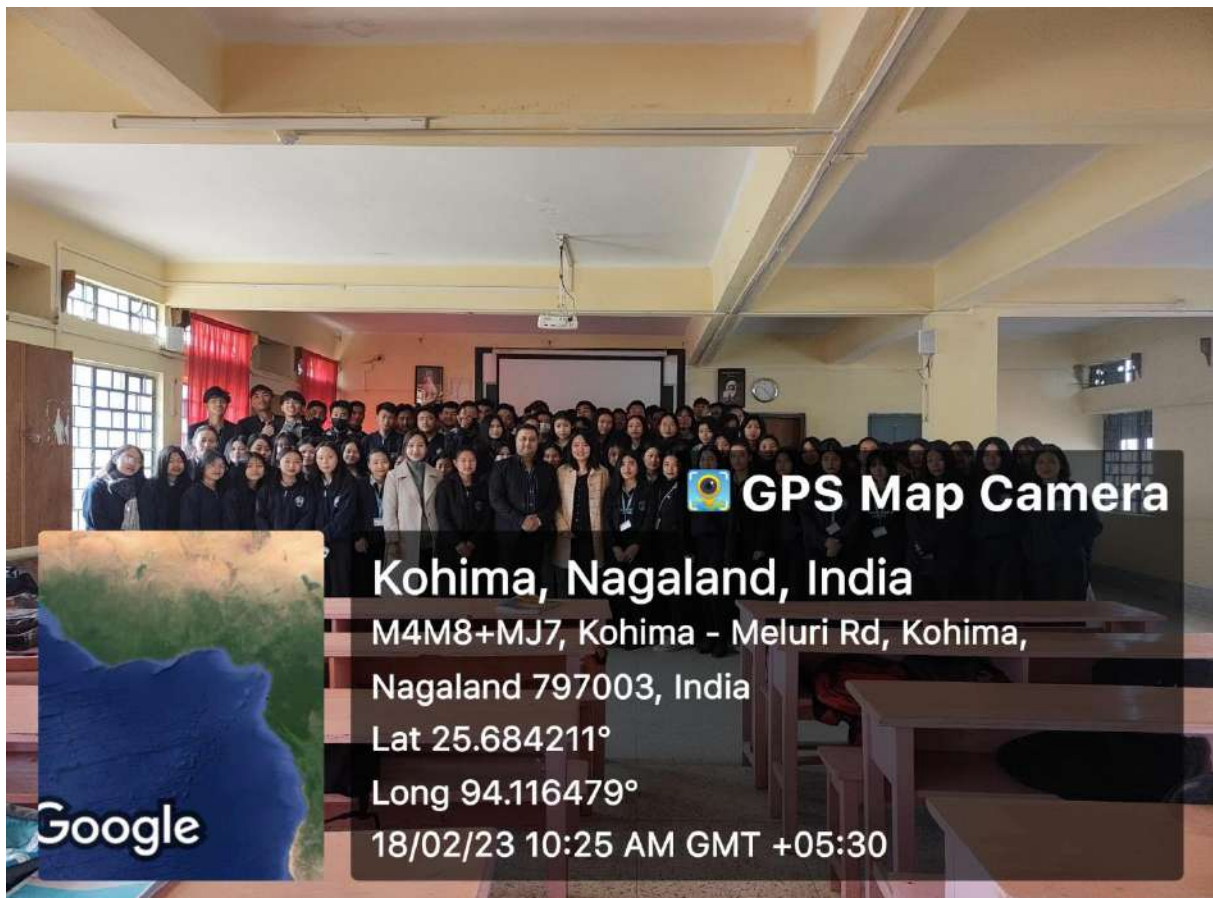 GPS Map Camera
Kohima, Nagaland, India
M4M8+MJ7, Kohima - Meluri Rd, Kohima,
Nagaland 797003, India
Lat 25.684211°
Long 94.116479°
18/02/23 10:25 AM GMT +05:30
Google